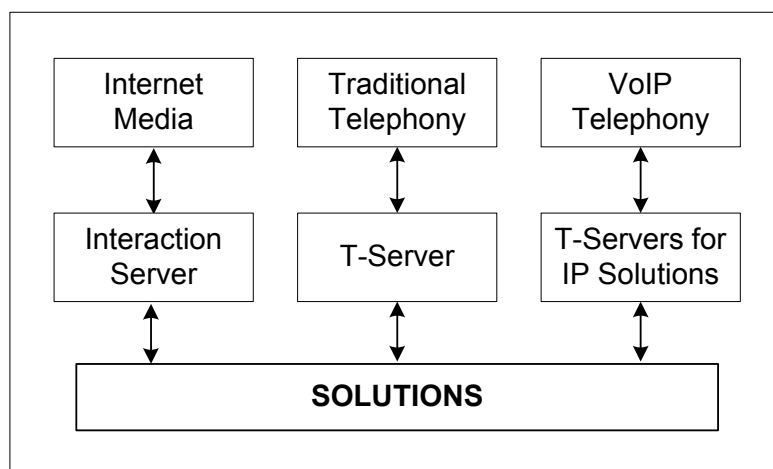 Internet
Media
Traditional
Telephony
VoIP
Telephony
Interaction
Server
T-Server
T-Servers for
IP Solutions
SOLUTIONS